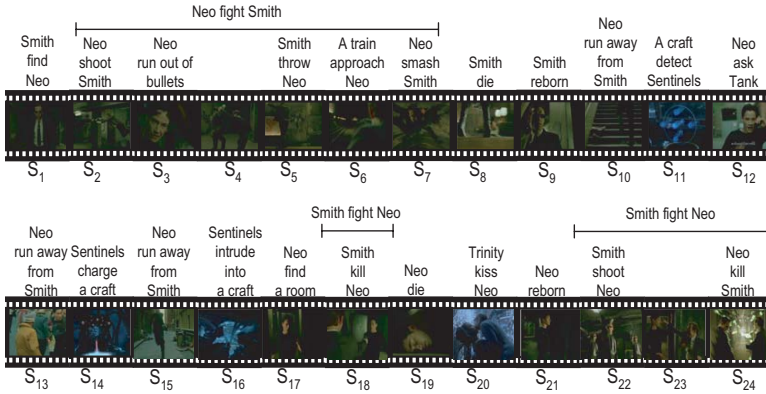 Neo fight Smith
Smith find Neo
Neo shoot Smith
Neo run out of bullets
Smith throw Neo
A train approach Neo
Neo smash Smith
Smith die
Smith reborn
Neo run away from Smith
A craft detect Sentinels
Neo ask Tank
S1 S2 S3 S4 S5 S6 S7 S8 S9 S10 S11 S12
Smith fight Neo
Smith fight Neo
Neo run away from Smith
Sentinels charge a craft
Neo run away from Smith
Sentinels intrude into a craft
Neo find a room
Smith kill Neo
Neo die
Trinity kiss Neo
Neo reborn
Smith shoot Neo
Neo kill Smith
S13 S14 S15 S16 S17 S18 S19 S20 S21 S22 S23 S24